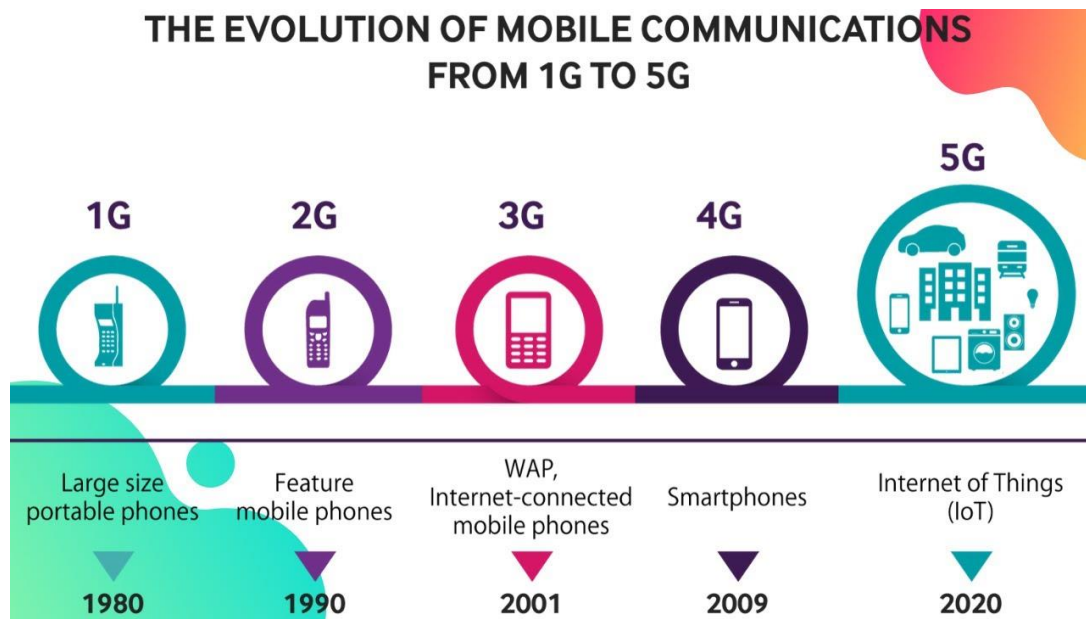 THE EVOLUTION OF MOBILE COMMUNICATIONS
FROM 1G TO 5G
1G
2G
3G
4G
5G
Large size
portable phones
Feature
mobile phones
WAP,
Internet-connected
mobile phones
Smartphones
Internet of Things
(IoT)
1980
1990
2001
2009
2020